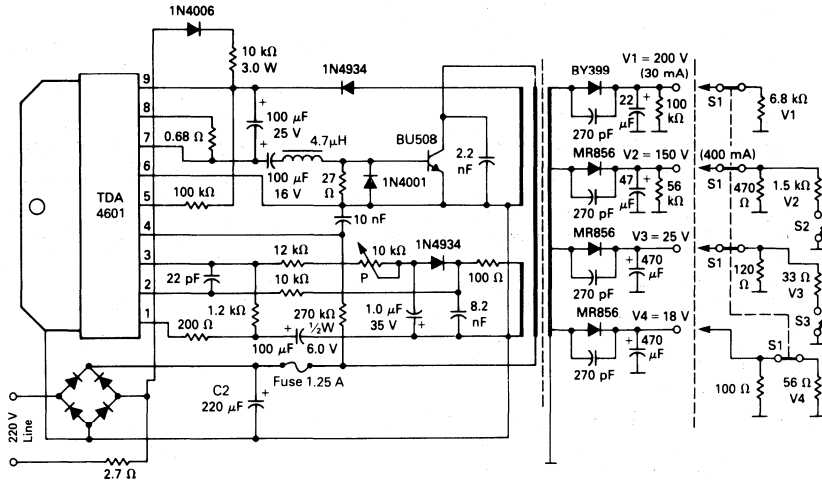 1N4006
10 kΩ
3.0 W
1N4934
9
8
7
6
5
4
3
2
1
TDA
4601
0.68 Ω
+
100 µF
25 V
4.7µH
+
100 µF
16 V
27
Ω
1N4001
BU508
2.2
nF
100 kΩ
10 nF
12 kΩ
10 kΩ
P
1N4934
22 pF
10 kΩ
100 Ω
1.2 kΩ
270 kΩ
½W
1.0 µF
35 V
+
8.2
nF
200 Ω
+
100 µF
6.0 V
C2
220 µF
+
Fuse 1.25 A
220 V
Line
2.7 Ω
BY399
V1 = 200 V
(30 mA)
22
µF
+
100
kΩ
270 pF
S1
6.8 kΩ
V1
MR856
V2 = 150 V
(400 mA)
47
µF
+
56
kΩ
270 pF
S1
470
Ω
1.5 kΩ
V2
S2
MR856
V3 = 25 V
+
470
µF
270 pF
S1
120
Ω
33 Ω
V3
S3
MR856
V4 = 18 V
+
470
µF
270 pF
S1
100 Ω
56 Ω
V4